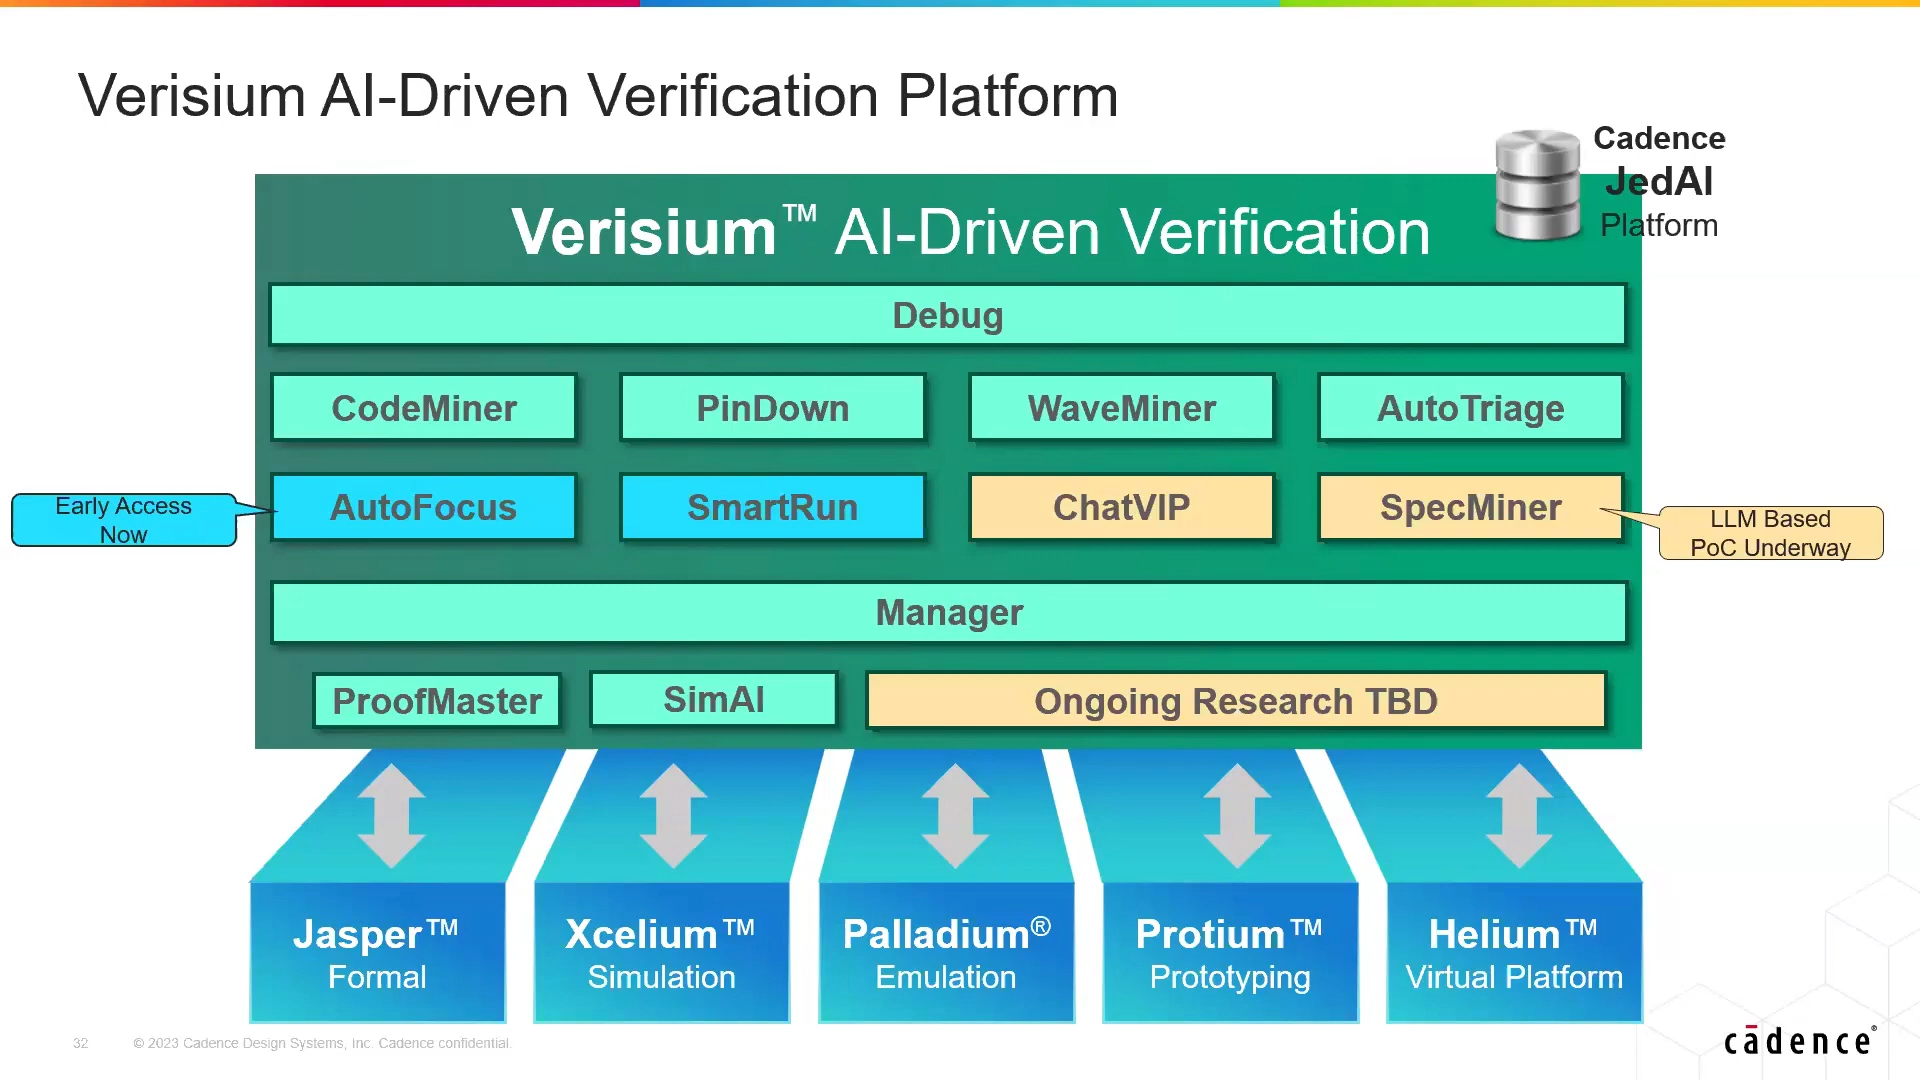 Verisium AI-Driven Verification Platform
Cadence
JedAI
Platform
Verisium™ AI-Driven Verification
Debug
CodeMiner
PinDown
WaveMiner
AutoTriage
Early Access
Now
AutoFocus
SmartRun
ChatVIP
SpecMiner
LLM Based
PoC Underway
Manager
ProofMaster
SimAI
Ongoing Research TBD
Jasper™
Formal
Xcelium™
Simulation
Palladium®
Emulation
Protium™
Prototyping
Helium™
Virtual Platform
32
© 2023 Cadence Design Systems, Inc. Cadence confidential.
cādence®